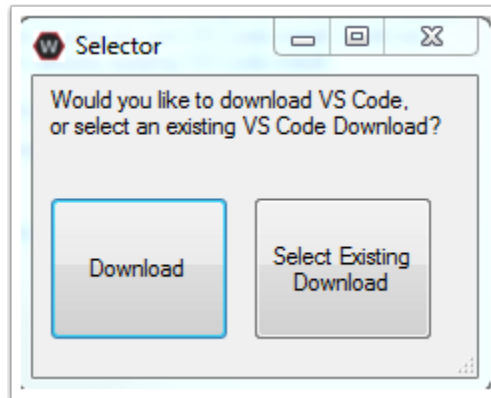 W Selector
Would you like to download VS Code,
or select an existing VS Code Download?
Download
Select Existing
Download